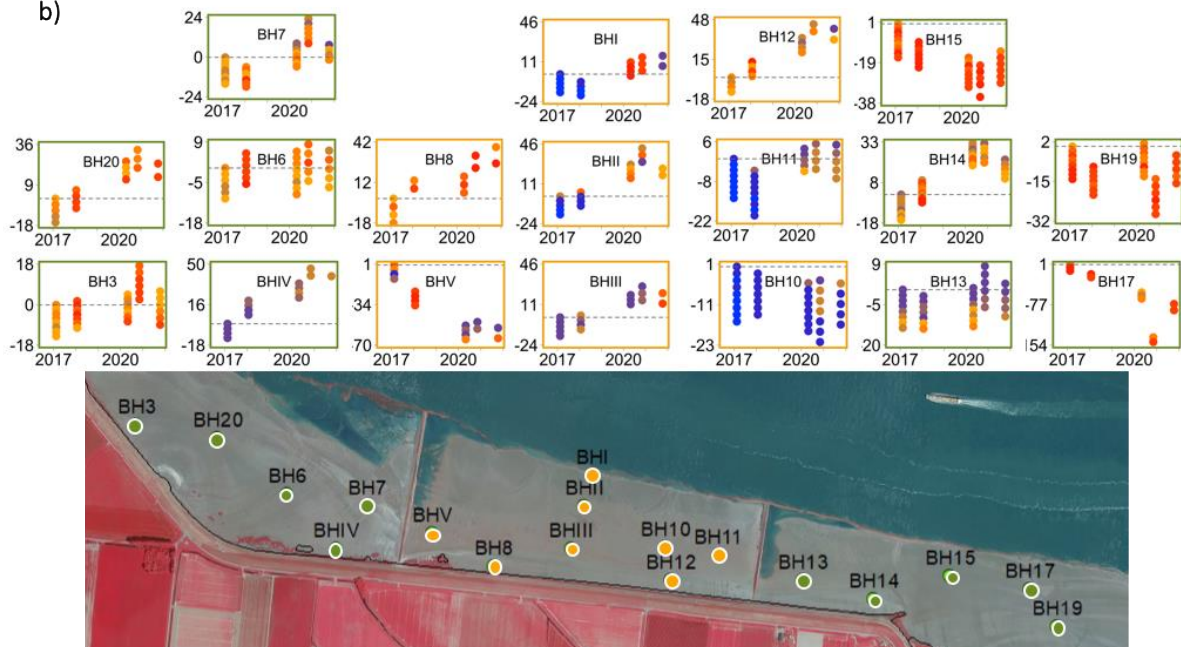 b)
24 BH7 0 -24 2017 2020
46 BHI 11 -24 2017 2020
48 BH12 15 -18 2017 2020
1 BH15 -19 -38 2017 2020
36 BH20 9 -18 2017 2020
9 BH6 -5 -18 2017 2020
42 BH8 12 -18 2017 2020
46 BHII 11 -24 2017 2020
6 BH11 -8 -22 2017 2020
33 BH14 8 -18 2017 2020
2 BH19 -15 -32 2017 2020
18 BH3 0 -18 2017 2020
50 BHIV 16 -18 2017 2020
1 BHV -34 -70 2017 2020
46 BHIII 11 -24 2017 2020
1 BH10 -11 -23 2017 2020
9 BH13 -5 20 2017 2020
1 BH17 -77 154 2017 2020
BH3 BH20 BH6 BH7 BHIV BHV BH8 BHI BHII BHIII BH10 BH11 BH12 BH13 BH14 BH15 BH17 BH19